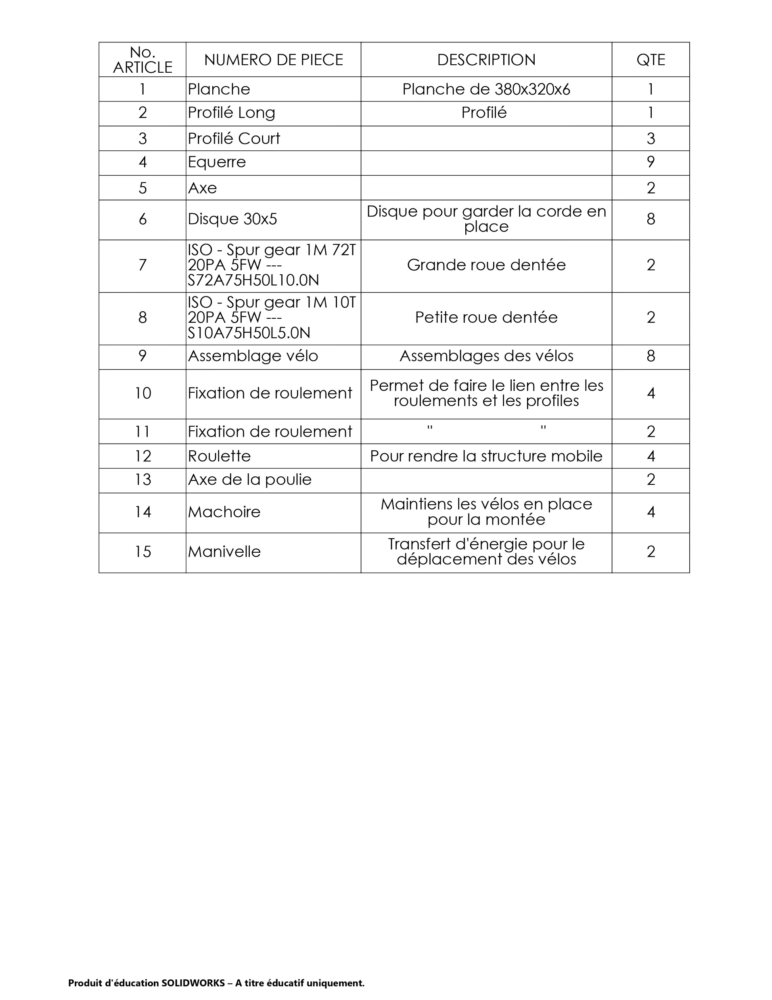 No.
ARTICLE NUMERO DE PIECE DESCRIPTION QTE
1 Planche Planche de 380x320x6 1
2 Profilé Long Profilé 1
3 Profilé Court 3
4 Equerre 9
5 Axe 2
6 Disque 30x5 Disque pour garder la corde en
place 8
7 ISO - Spur gear 1M 72T
20PA 5FW ---
S72A75H50L10.0N Grande roue dentée 2
8 ISO - Spur gear 1M 10T
20PA 5FW ---
S10A75H50L5.0N Petite roue dentée 2
9 Assemblage vélo Assemblages des vélos 8
10 Fixation de roulement Permet de faire le lien entre les
roulements et les profiles 4
11 Fixation de roulement " " 2
12 Roulette Pour rendre la structure mobile 4
13 Axe de la poulie 2
14 Machoire Maintiens les vélos en place
pour la montée 4
15 Manivelle Transfert d'énergie pour le
déplacement des vélos 2
Produit d'éducation SOLIDWORKS – A titre éducatif uniquement.